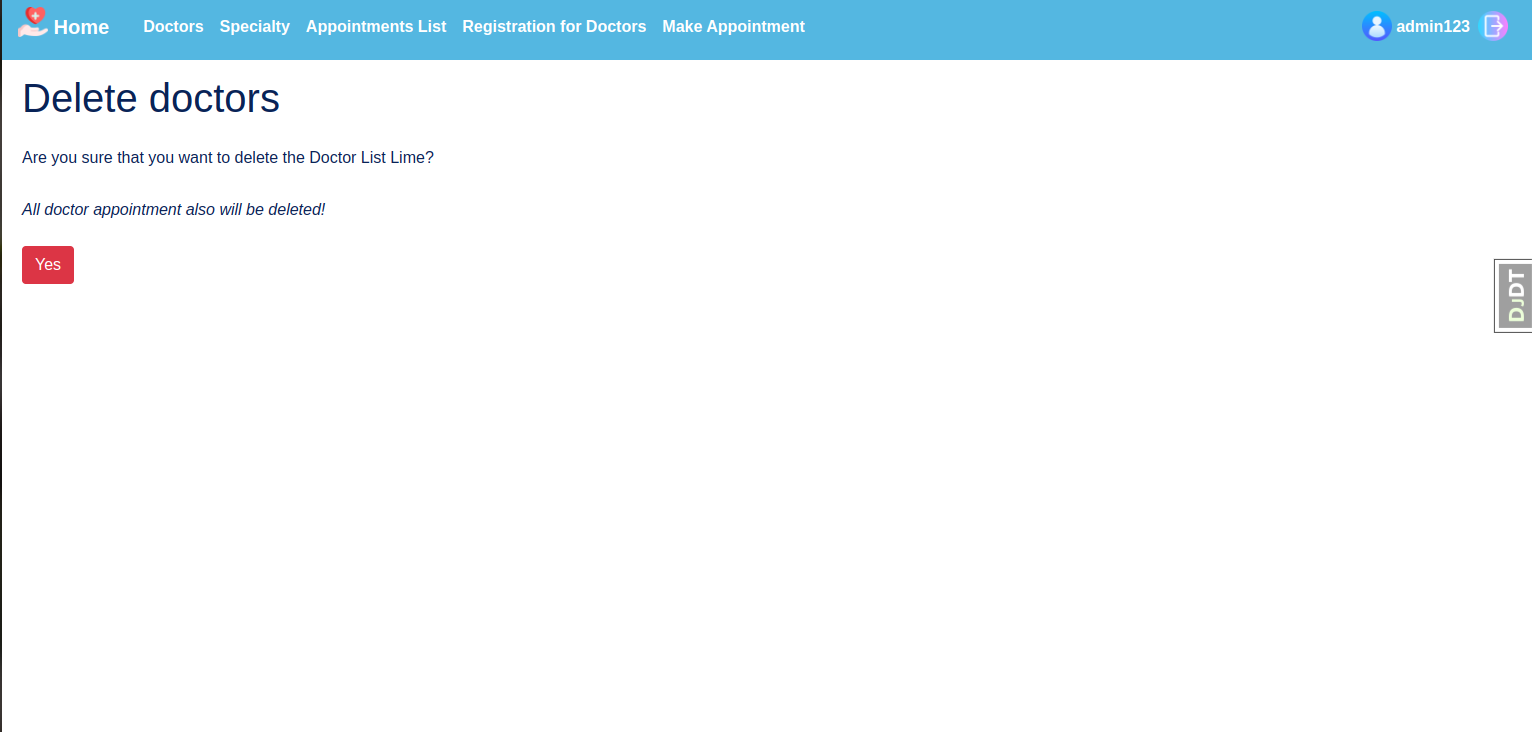 Home Doctors Specialty Appointments List Registration for Doctors Make Appointment admin123
Delete doctors
Are you sure that you want to delete the Doctor List Lime?
All doctor appointment also will be deleted!
Yes
DJDT